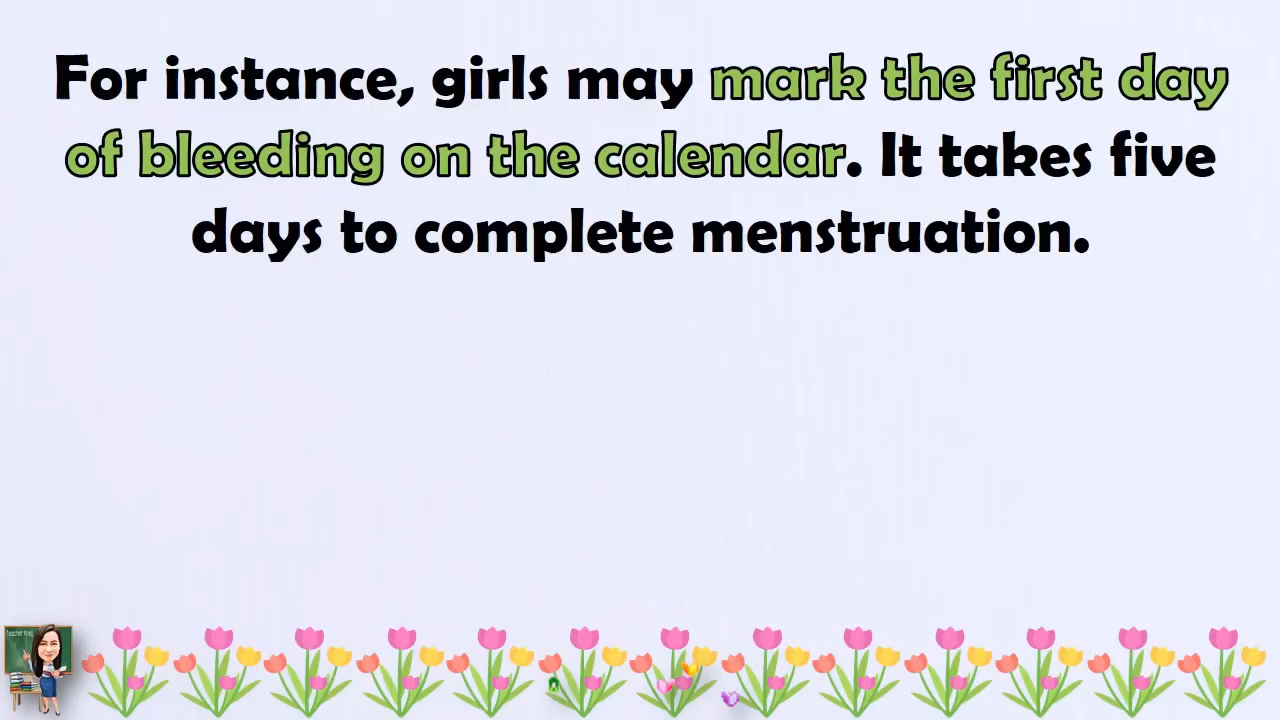 For instance, girls may mark the first day
of bleeding on the calendar. It takes five
days to complete menstruation.